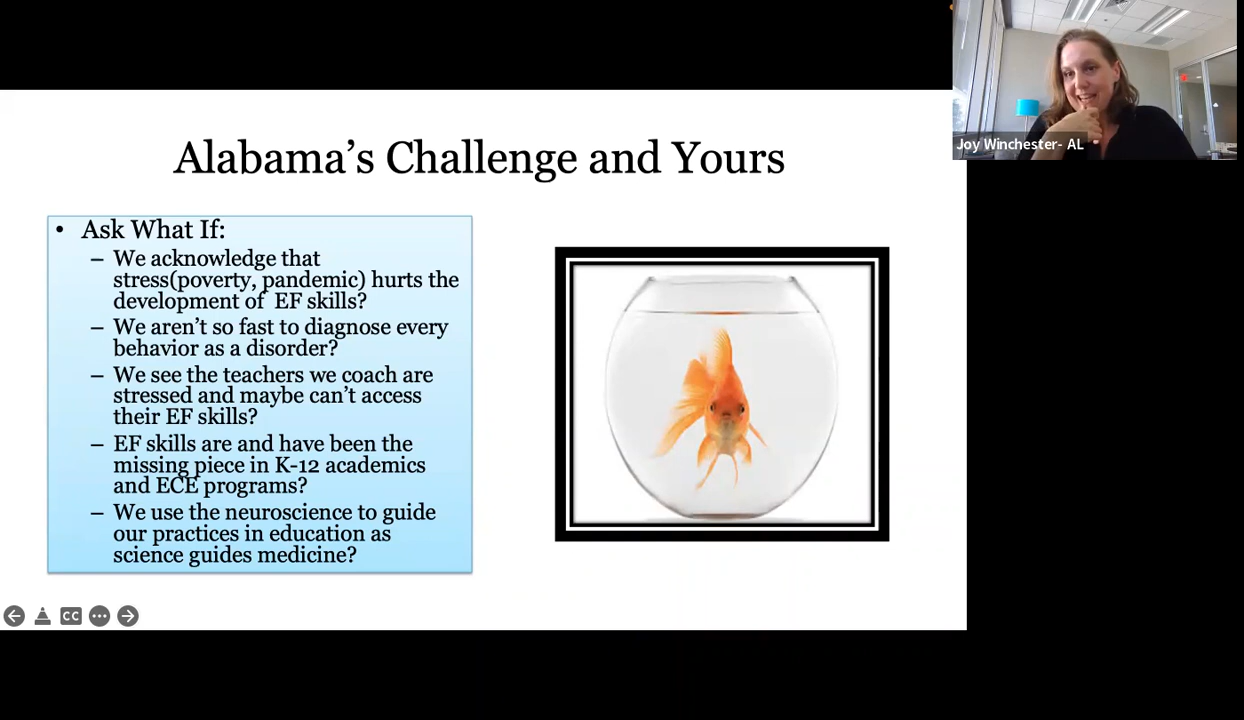 Alabama’s Challenge and Yours
• Ask What If:
– We acknowledge that
stress(poverty, pandemic) hurts the
development of EF skills?
– We aren’t so fast to diagnose every
behavior as a disorder?
– We see the teachers we coach are
stressed and maybe can’t access
their EF skills?
– EF skills are and have been the
missing piece in K-12 academics
and ECE programs?
– We use the neuroscience to guide
our practices in education as
science guides medicine?
Joy Winchester- AL
CC